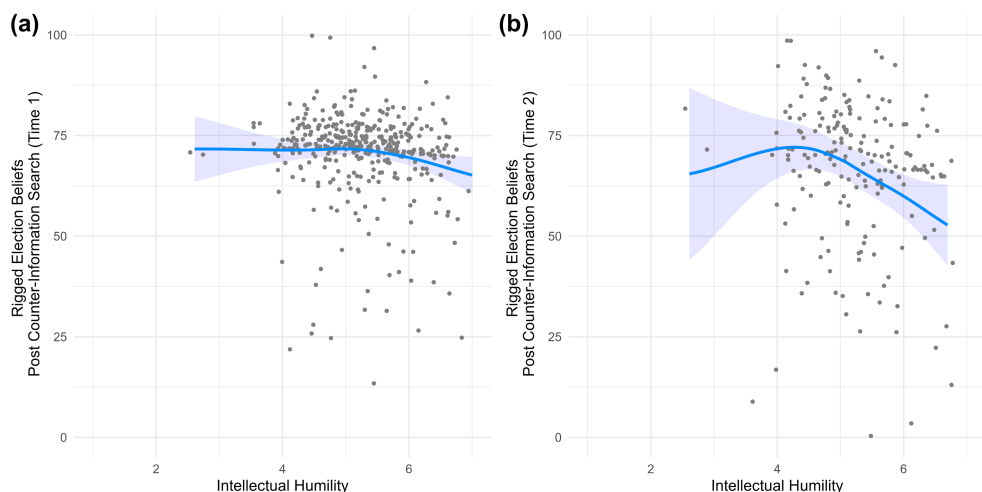 (a)
Rigged Election Beliefs
Post Counter-Information Search (Time 1)
100
75
50
25
0
2 4 6
Intellectual Humility
(b)
Rigged Election Beliefs
Post Counter-Information Search (Time 2)
100
75
50
25
0
2 4 6
Intellectual Humility